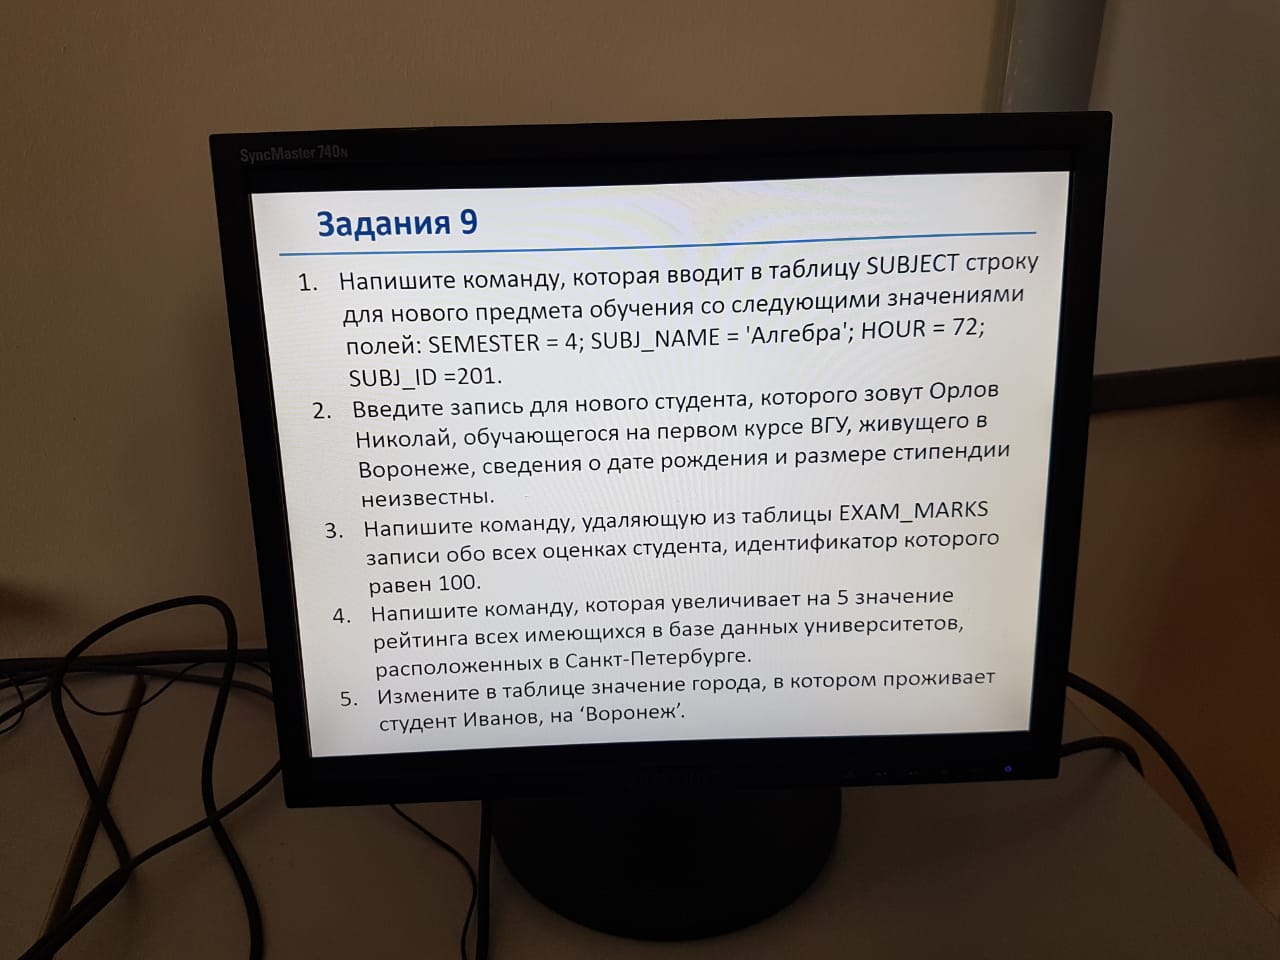 SyncMaster 740N
Задания 9
1. Напишите команду, которая вводит в таблицу SUBJECT строку
для нового предмета обучения со следующими значениями
полей: SEMESTER = 4; SUBJ_NAME = 'Алгебра'; HOUR = 72;
SUBJ_ID =201.
2. Введите запись для нового студента, которого зовут Орлов
Николай, обучающегося на первом курсе ВГУ, живущего в
Воронеже, сведения о дате рождения и размере стипендии
неизвестны.
3. Напишите команду, удаляющую из таблицы EXAM_MARKS
записи обо всех оценках студента, идентификатор которого
равен 100.
4. Напишите команду, которая увеличивает на 5 значение
рейтинга всех имеющихся в базе данных университетов,
расположенных в Санкт-Петербурге.
5. Измените в таблице значение города, в котором проживает
студент Иванов, на ‘Воронеж’.